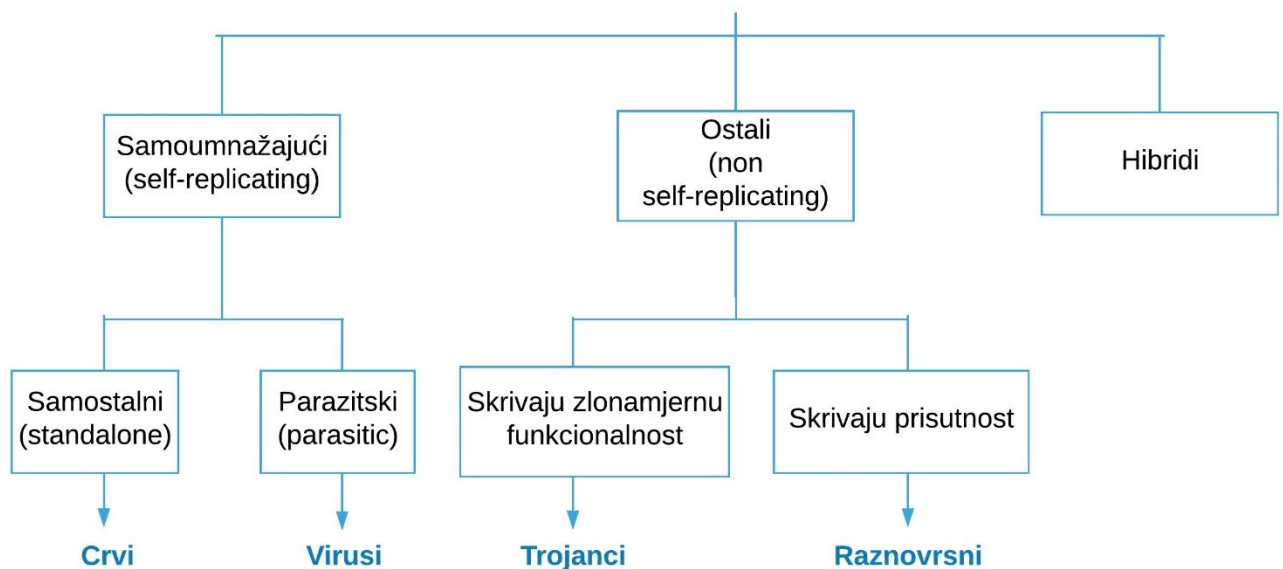 Samoumnažajući
(self-replicating)
Ostali
(non
self-replicating)
Hibridi
Samostalni
(standalone)
Parazitski
(parasitic)
Skrivaju zlonamjernu
funkcionalnost
Skrivaju prisutnost
Crvi
Virusi
Trojanci
Raznovrsni